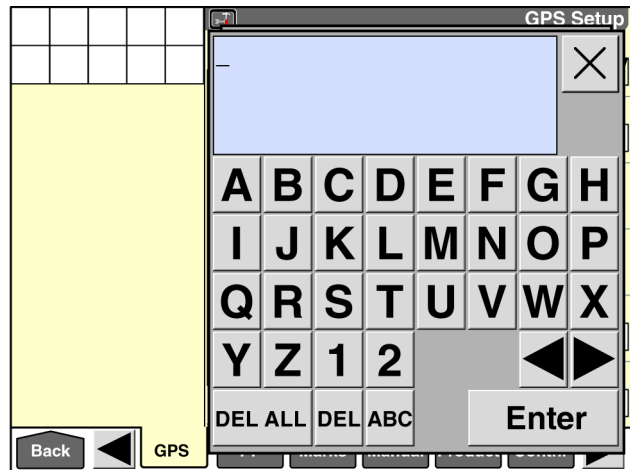 GPS Setup
_
A B C D E F G H
I J K L M N O P
Q R S T U V W X
Y Z 1 2
DEL ALL DEL ABC Enter
Back GPS